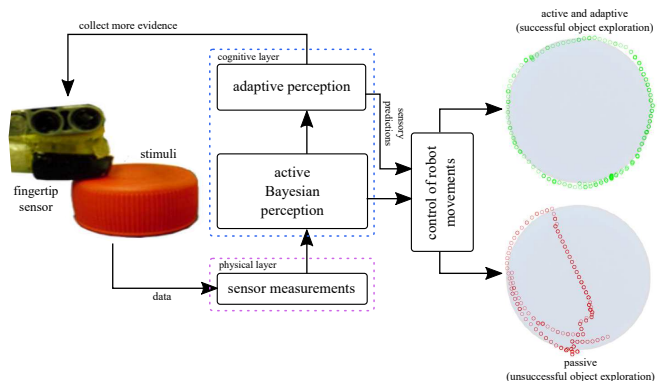 collect more evidence
active and adaptive
(successful object exploration)
cognitive layer
adaptive perception
sensory
predictions
stimuli
fingertip
sensor
active
Bayesian
perception
control of robot
movements
physical layer
sensor measurements
data
passive
(unsuccessful object exploration)